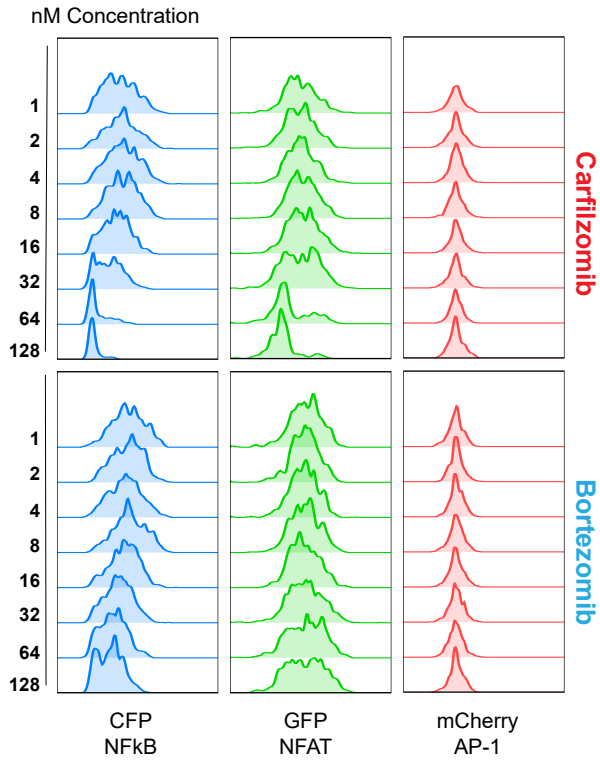 nM Concentration
1
2
4
8
16
32
64
128
Carfilzomib
1
2
4
8
16
32
64
128
Bortezomib
CFP
NFkB
GFP
NFAT
mCherry
AP-1